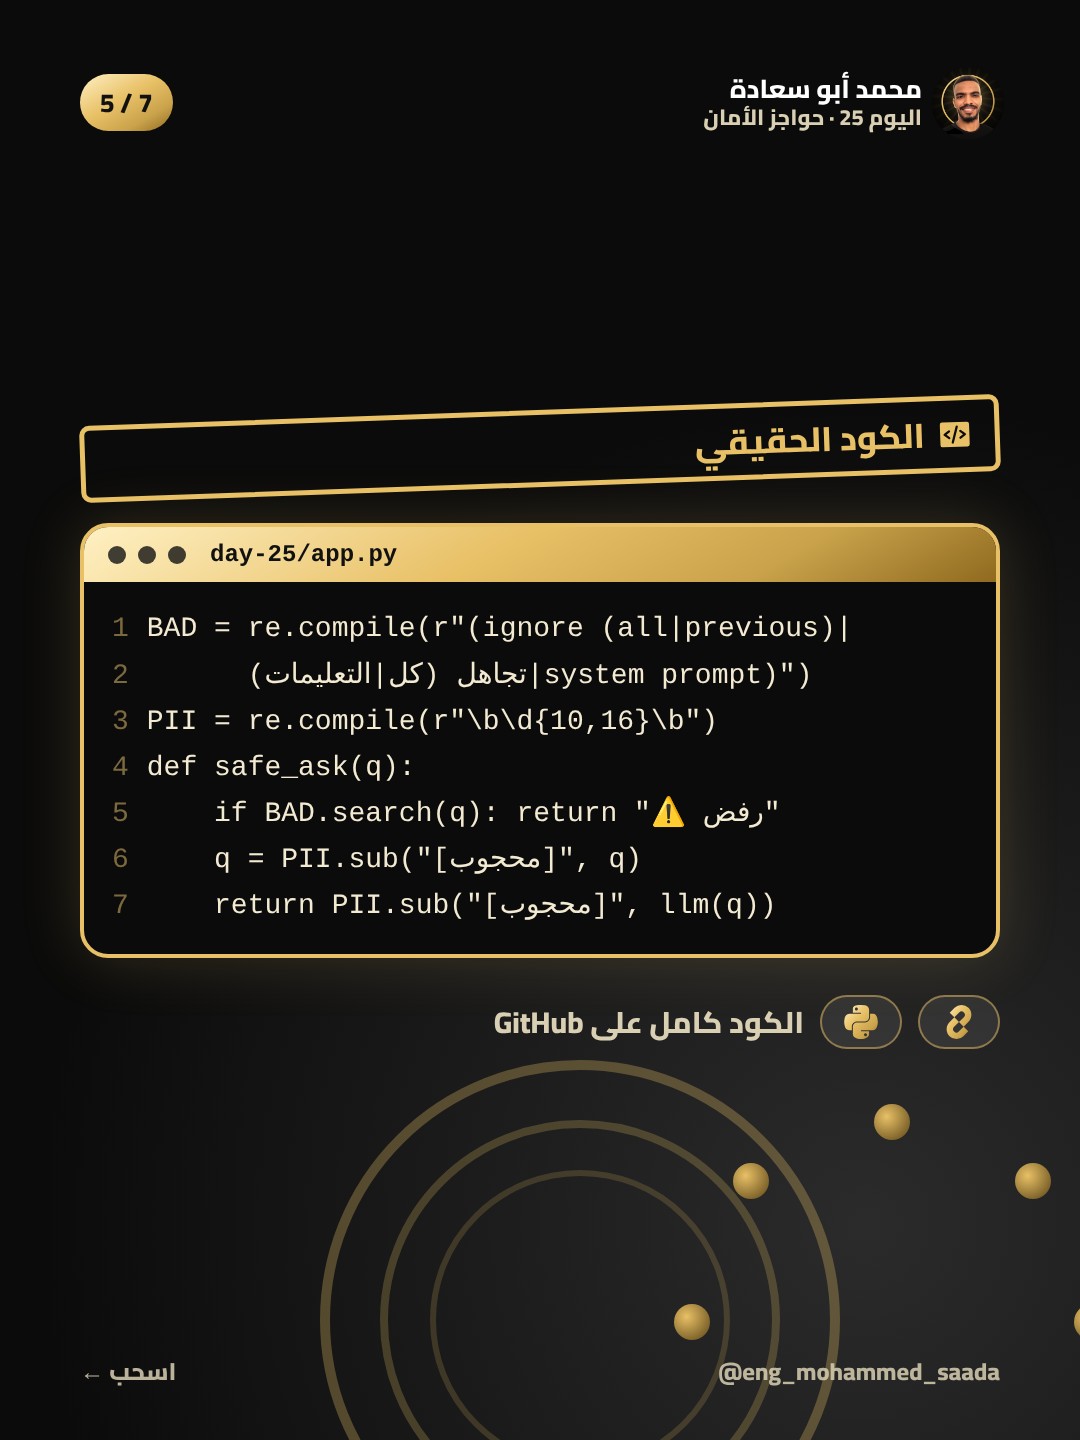 محمد أبو سعادة
اليوم 25 · حواجز الأمان
5 / 7
الكود الحقيقي
day-25/app.py
1 BAD = re.compile(r"(ignore (all|previous)|
2       تجاهل (كل|التعليمات)|system prompt)")
3 PII = re.compile(r"\b\d{10,16}\b")
4 def safe_ask(q):
5     if BAD.search(q): return "⚠️ رفض"
6     q = PII.sub("[محجوب]", q)
7     return PII.sub("[محجوب]", llm(q))
الكود كامل على GitHub
@eng_mohammed_saada
اسحب ←